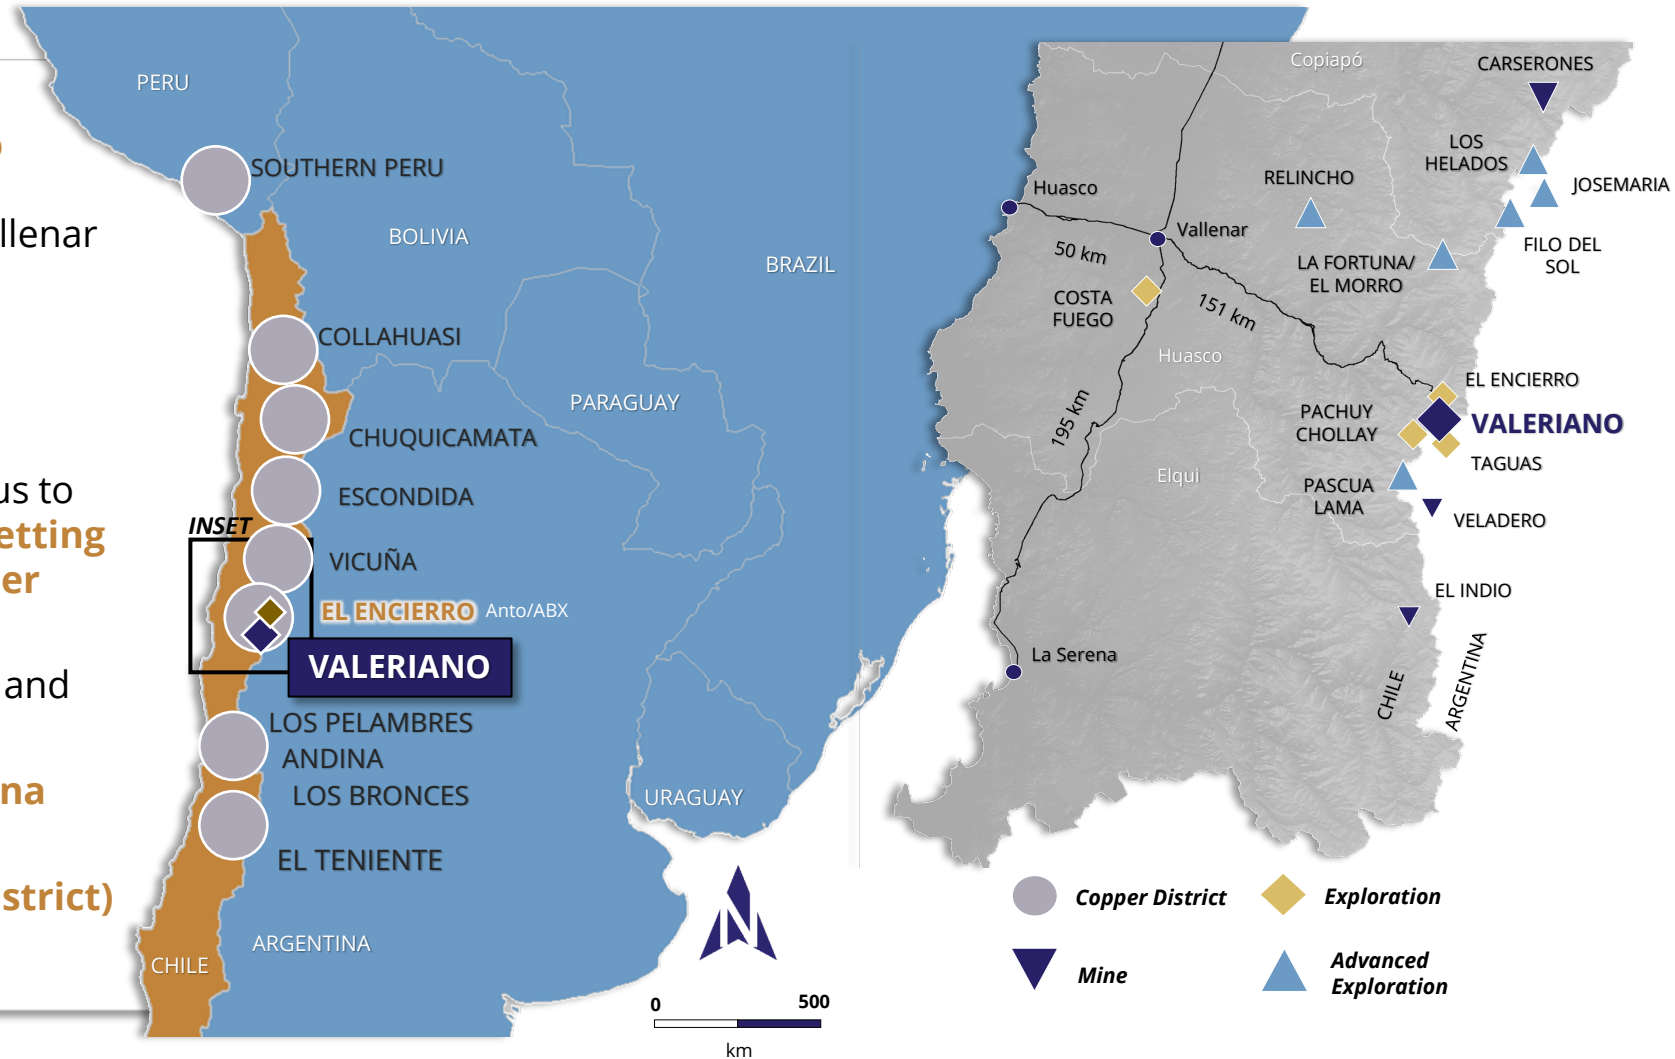 llenar
us to
etting
er
and
na
strict)
PERU
SOUTHERN PERU
BOLIVIA
BRAZIL
COLLAHUASI
PARAGUAY
CHUQUICAMATA
ESCONDIDA
INSET
VICUÑA
EL ENCIERRO Anto/ABX
VALERIANO
LOS PELAMBRES
ANDINA
LOS BRONCES
URAGUAY
EL TENIENTE
ARGENTINA
CHILE
N
0 500
km
Copiapó
CARSERONES
LOS
HELADOS
JOSEMARIA
RELINCHO
Huasco
Vallenar
FILO DEL
SOL
50 km
LA FORTUNA/
EL MORRO
COSTA
FUEGO
151 km
Huasco
EL ENCIERRO
195 km
PACHUY
CHOLLAY
VALERIANO
TAGUAS
Elqui
PASCUA
LAMA
VELADERO
EL INDIO
La Serena
CHILE
ARGENTINA
Copper District
Exploration
Mine
Advanced
Exploration